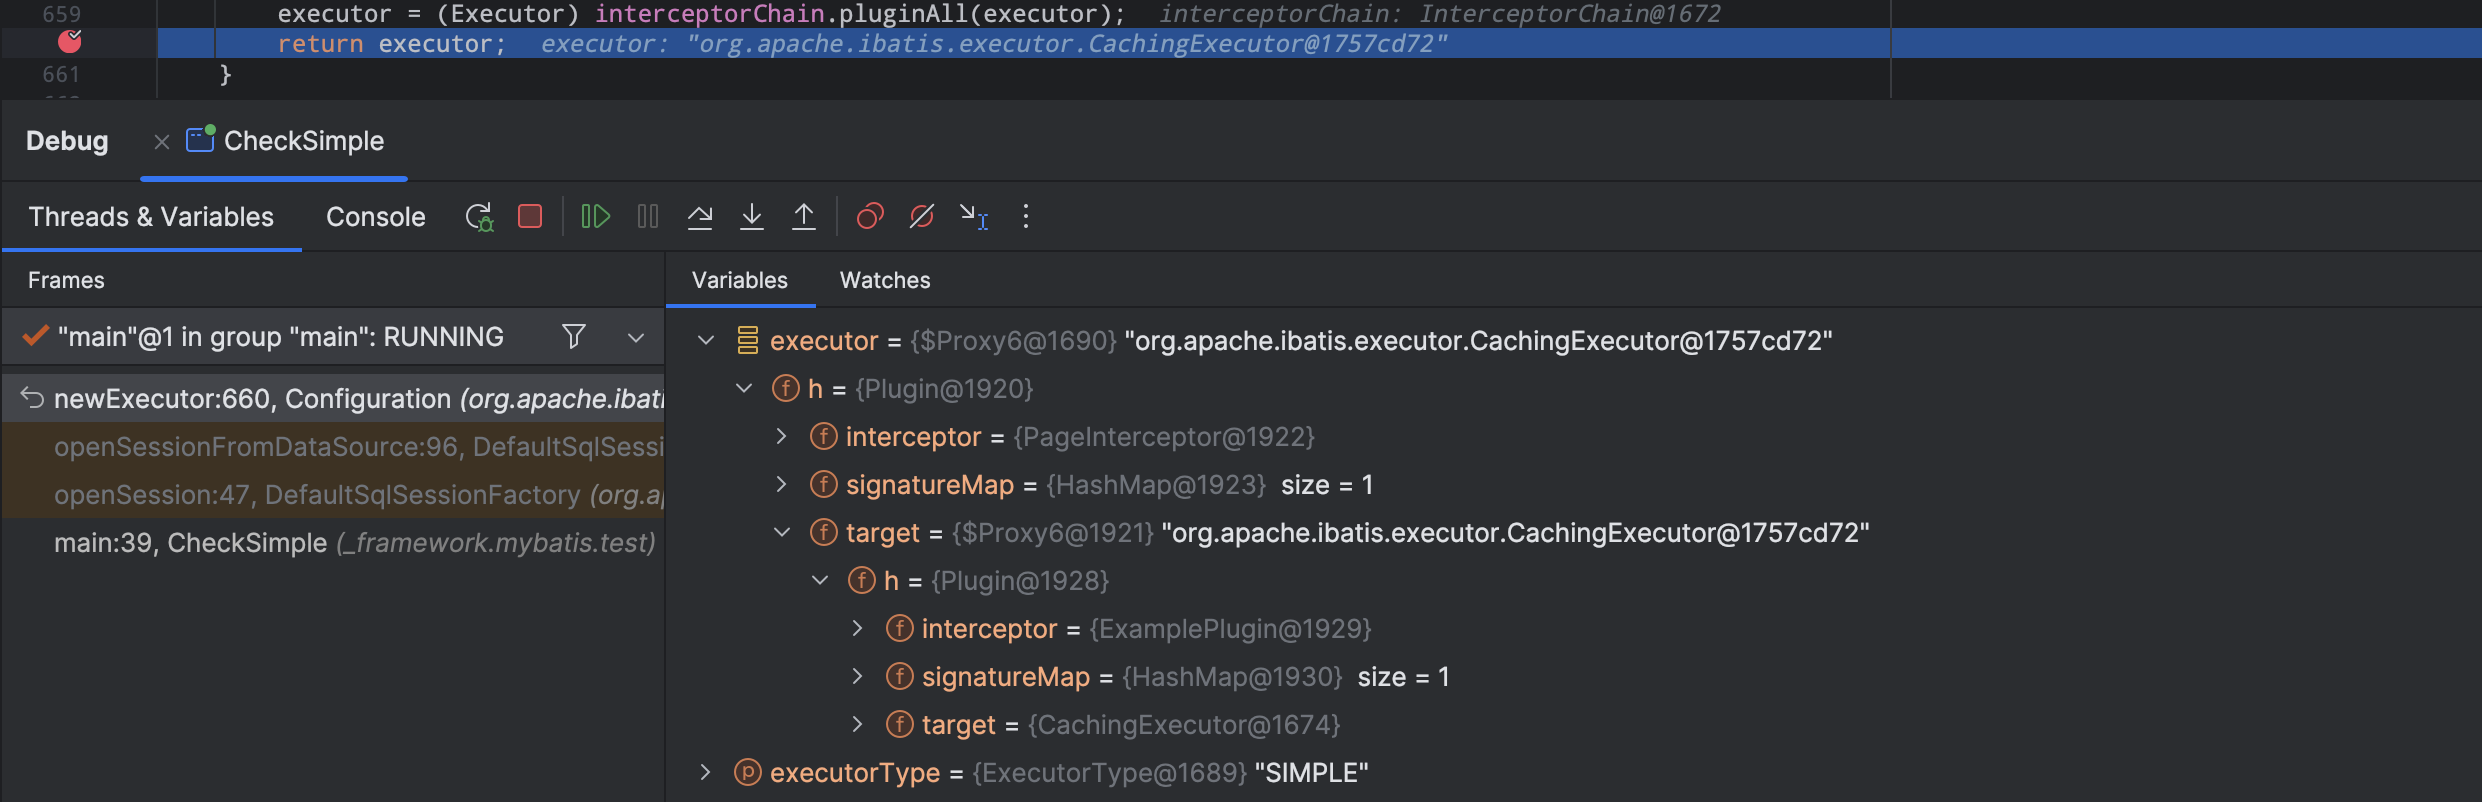 659 executor = (Executor) interceptorChain.pluginAll(executor); interceptorChain: InterceptorChain@1672
return executor; executor: "org.apache.ibatis.executor.CachingExecutor@1757cd72"
661 }
Debug CheckSimple
Threads & Variables Console
Frames
"main"@1 in group "main": RUNNING
newExecutor:660, Configuration (org.apache.ibati
openSessionFromDataSource:96, DefaultSqlSessi
openSession:47, DefaultSqlSessionFactory (org.ap
main:39, CheckSimple (_framework.mybatis.test)
Variables Watches
executor = {$Proxy6@1690} "org.apache.ibatis.executor.CachingExecutor@1757cd72"
f h = {Plugin@1920}
f interceptor = {PageInterceptor@1922}
f signatureMap = {HashMap@1923} size = 1
f target = {$Proxy6@1921} "org.apache.ibatis.executor.CachingExecutor@1757cd72"
f h = {Plugin@1928}
f interceptor = {ExamplePlugin@1929}
f signatureMap = {HashMap@1930} size = 1
f target = {CachingExecutor@1674}
p executorType = {ExecutorType@1689} "SIMPLE"